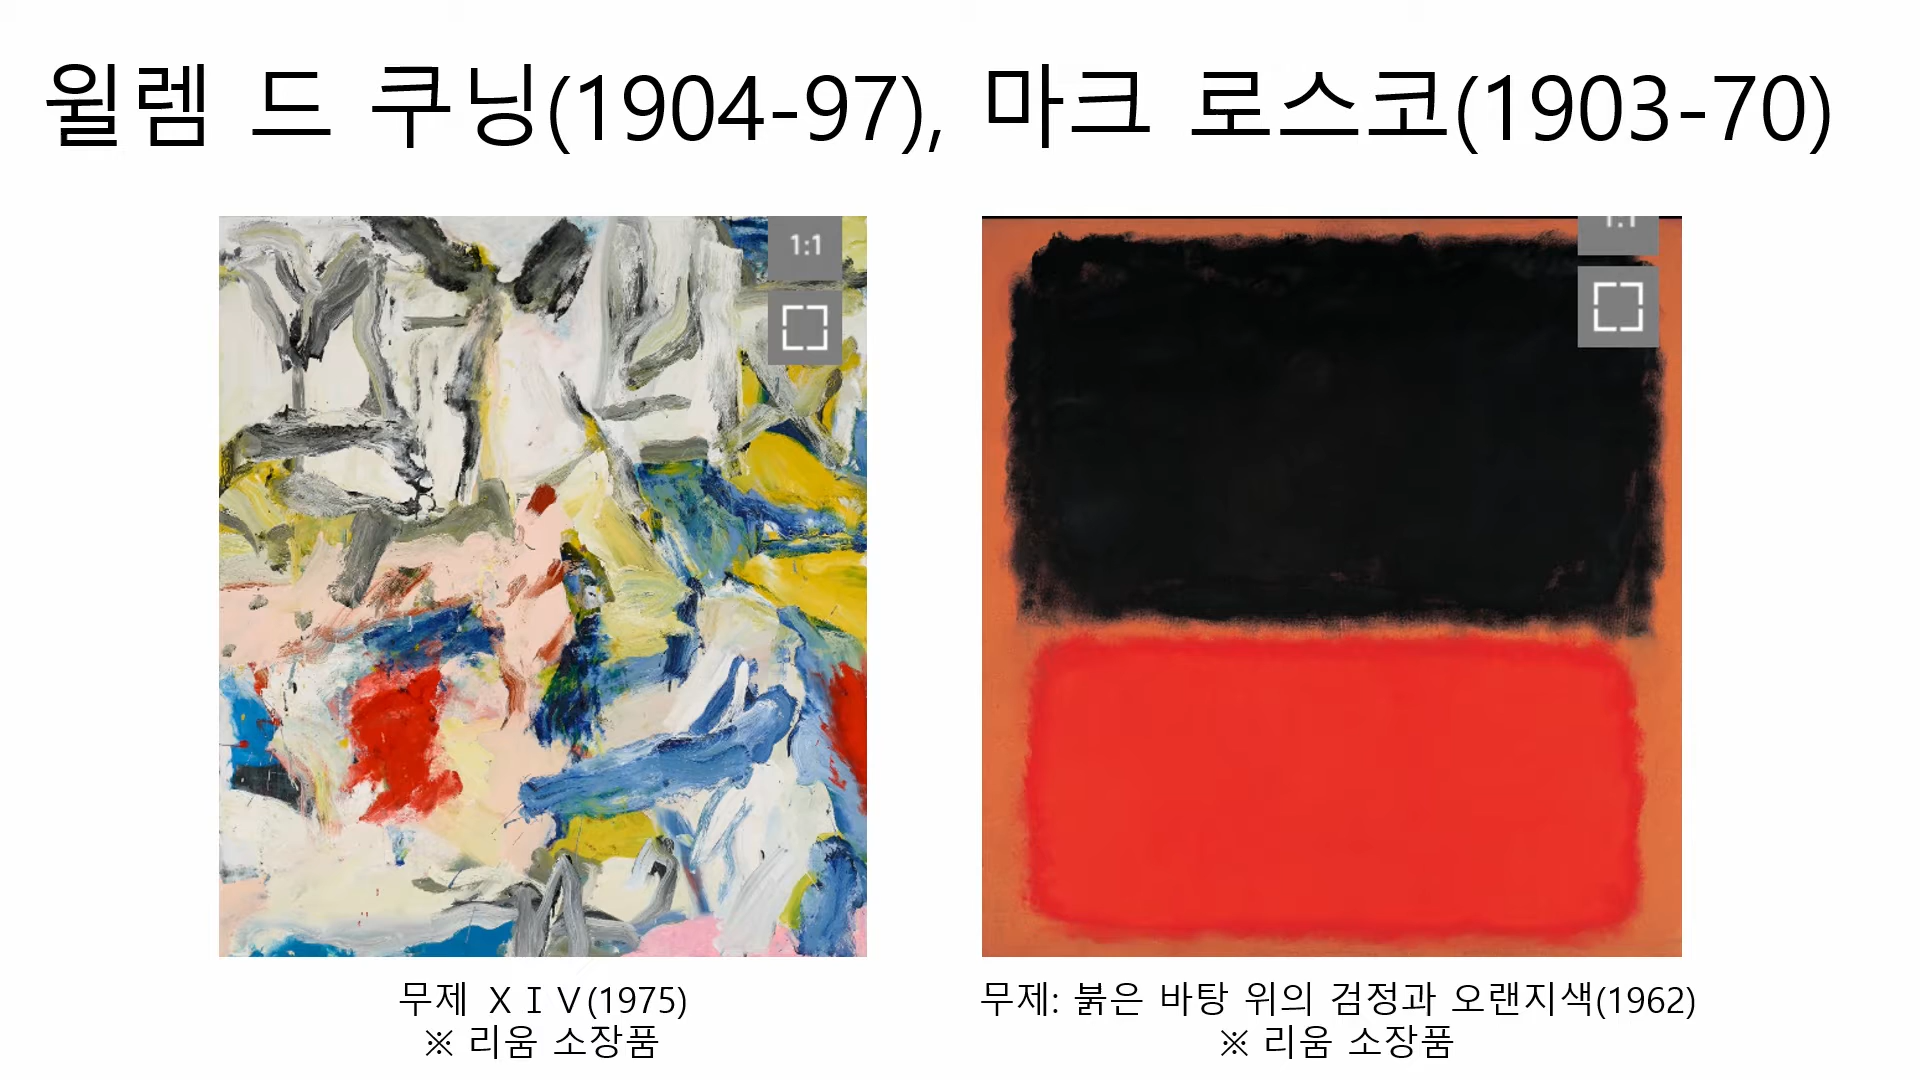 윌렘 드 쿠닝(1904-97), 마크 로스코(1903-70)
1:1
1:1
무제 ⅩⅠⅤ(1975)
※ 리움 소장품
무제: 붉은 바탕 위의 검정과 오랜지색(1962)
※ 리움 소장품